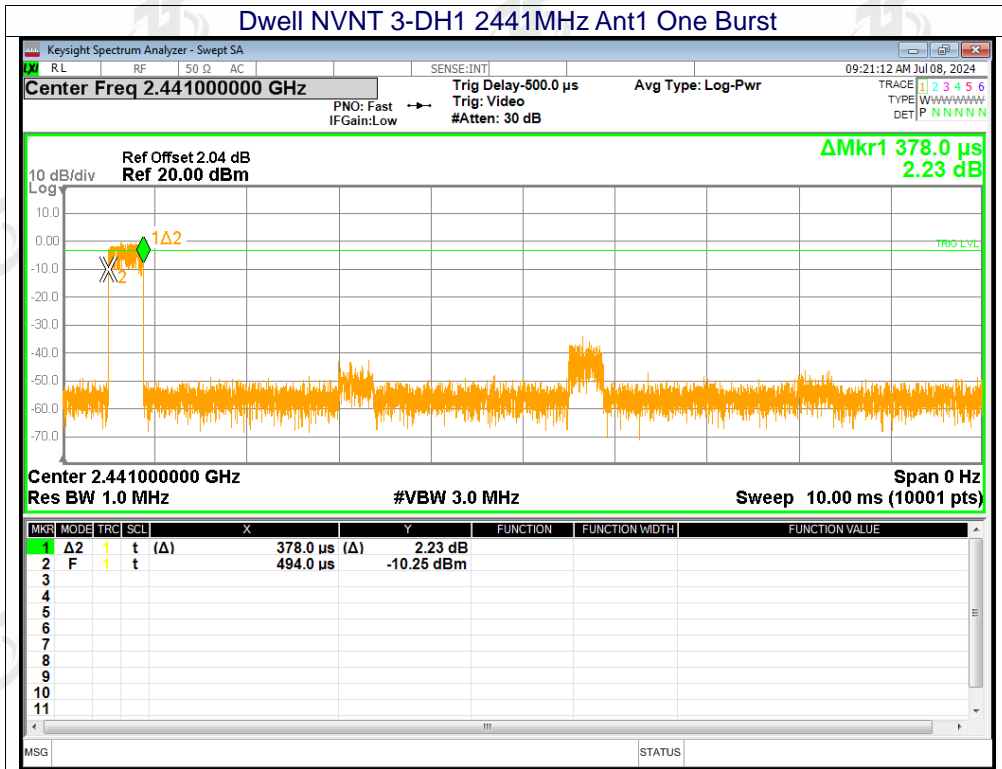 Dwell NVNT 3-DH1 2441MHz Ant1 One Burst
Keysight Spectrum Analyzer - Swept SA
LXI RL RF 50 Ω AC SENSE:INT 09:21:12 AM Jul 08, 2024
Center Freq 2.441000000 GHz Trig Delay-500.0 µs Avg Type: Log-Pwr TRACE 1 2 3 4 5 6
PNO: Fast Trig: Video TYPE WWWWWWW
IFGain:Low #Atten: 30 dB DET P N N N N N
ΔMkr1 378.0 µs
2.23 dB
Ref Offset 2.04 dB
10 dB/div Ref 20.00 dBm
Log
10.0
0.00
1Δ2
TRIG LVL
-10.0
2
-20.0
-30.0
-40.0
-50.0
-60.0
-70.0
Center 2.441000000 GHz Span 0 Hz
Res BW 1.0 MHz #VBW 3.0 MHz Sweep 10.00 ms (10001 pts)
MKR MODE TRC SCL X Y FUNCTION FUNCTION WIDTH FUNCTION VALUE
1 Δ2 1 t (Δ) 378.0 µs (Δ) 2.23 dB
2 F 1 t 494.0 µs -10.25 dBm
3
4
5
6
7
8
9
10
11
MSG STATUS